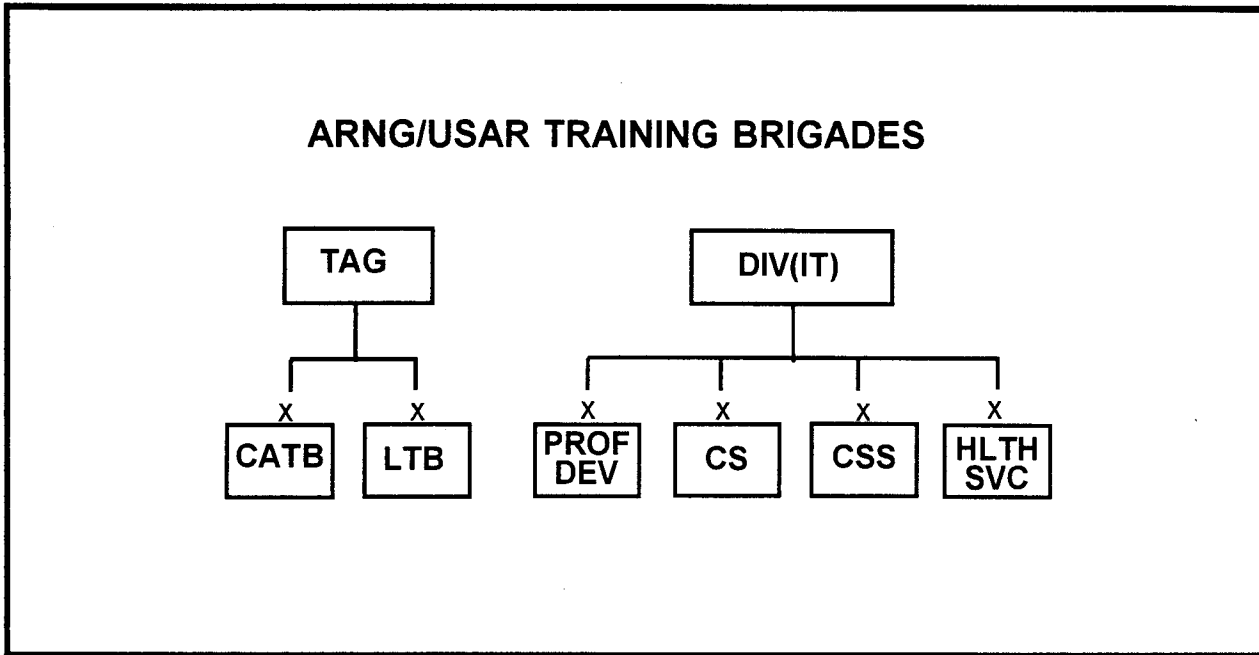 ARNG/USAR TRAINING BRIGADES
TAG
DIV(IT)
X X X X X X
CATB
LTB
PROF
DEV
CS
CSS
HLTH
SVC